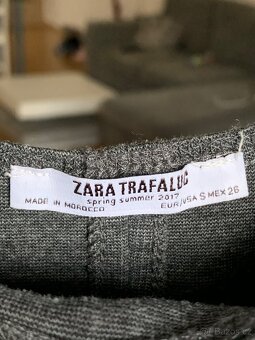 ZARA TRAFALUC
spring summer 2017
MADE IN MOROCCO EUR/USA S MEX 26